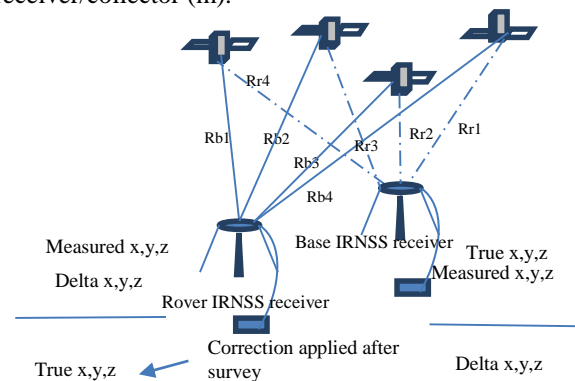 receiver/collector (m).
Rr4
Rb1
Rb2
Rr3
Rr2
Rr1
Rb3
Rb4
Base IRNSS receiver
Measured x,y,z
True x,y,z
Measured x,y,z
Delta x,y,z
Rover IRNSS receiver
Correction applied after
survey
True x,y,z
Delta x,y,z